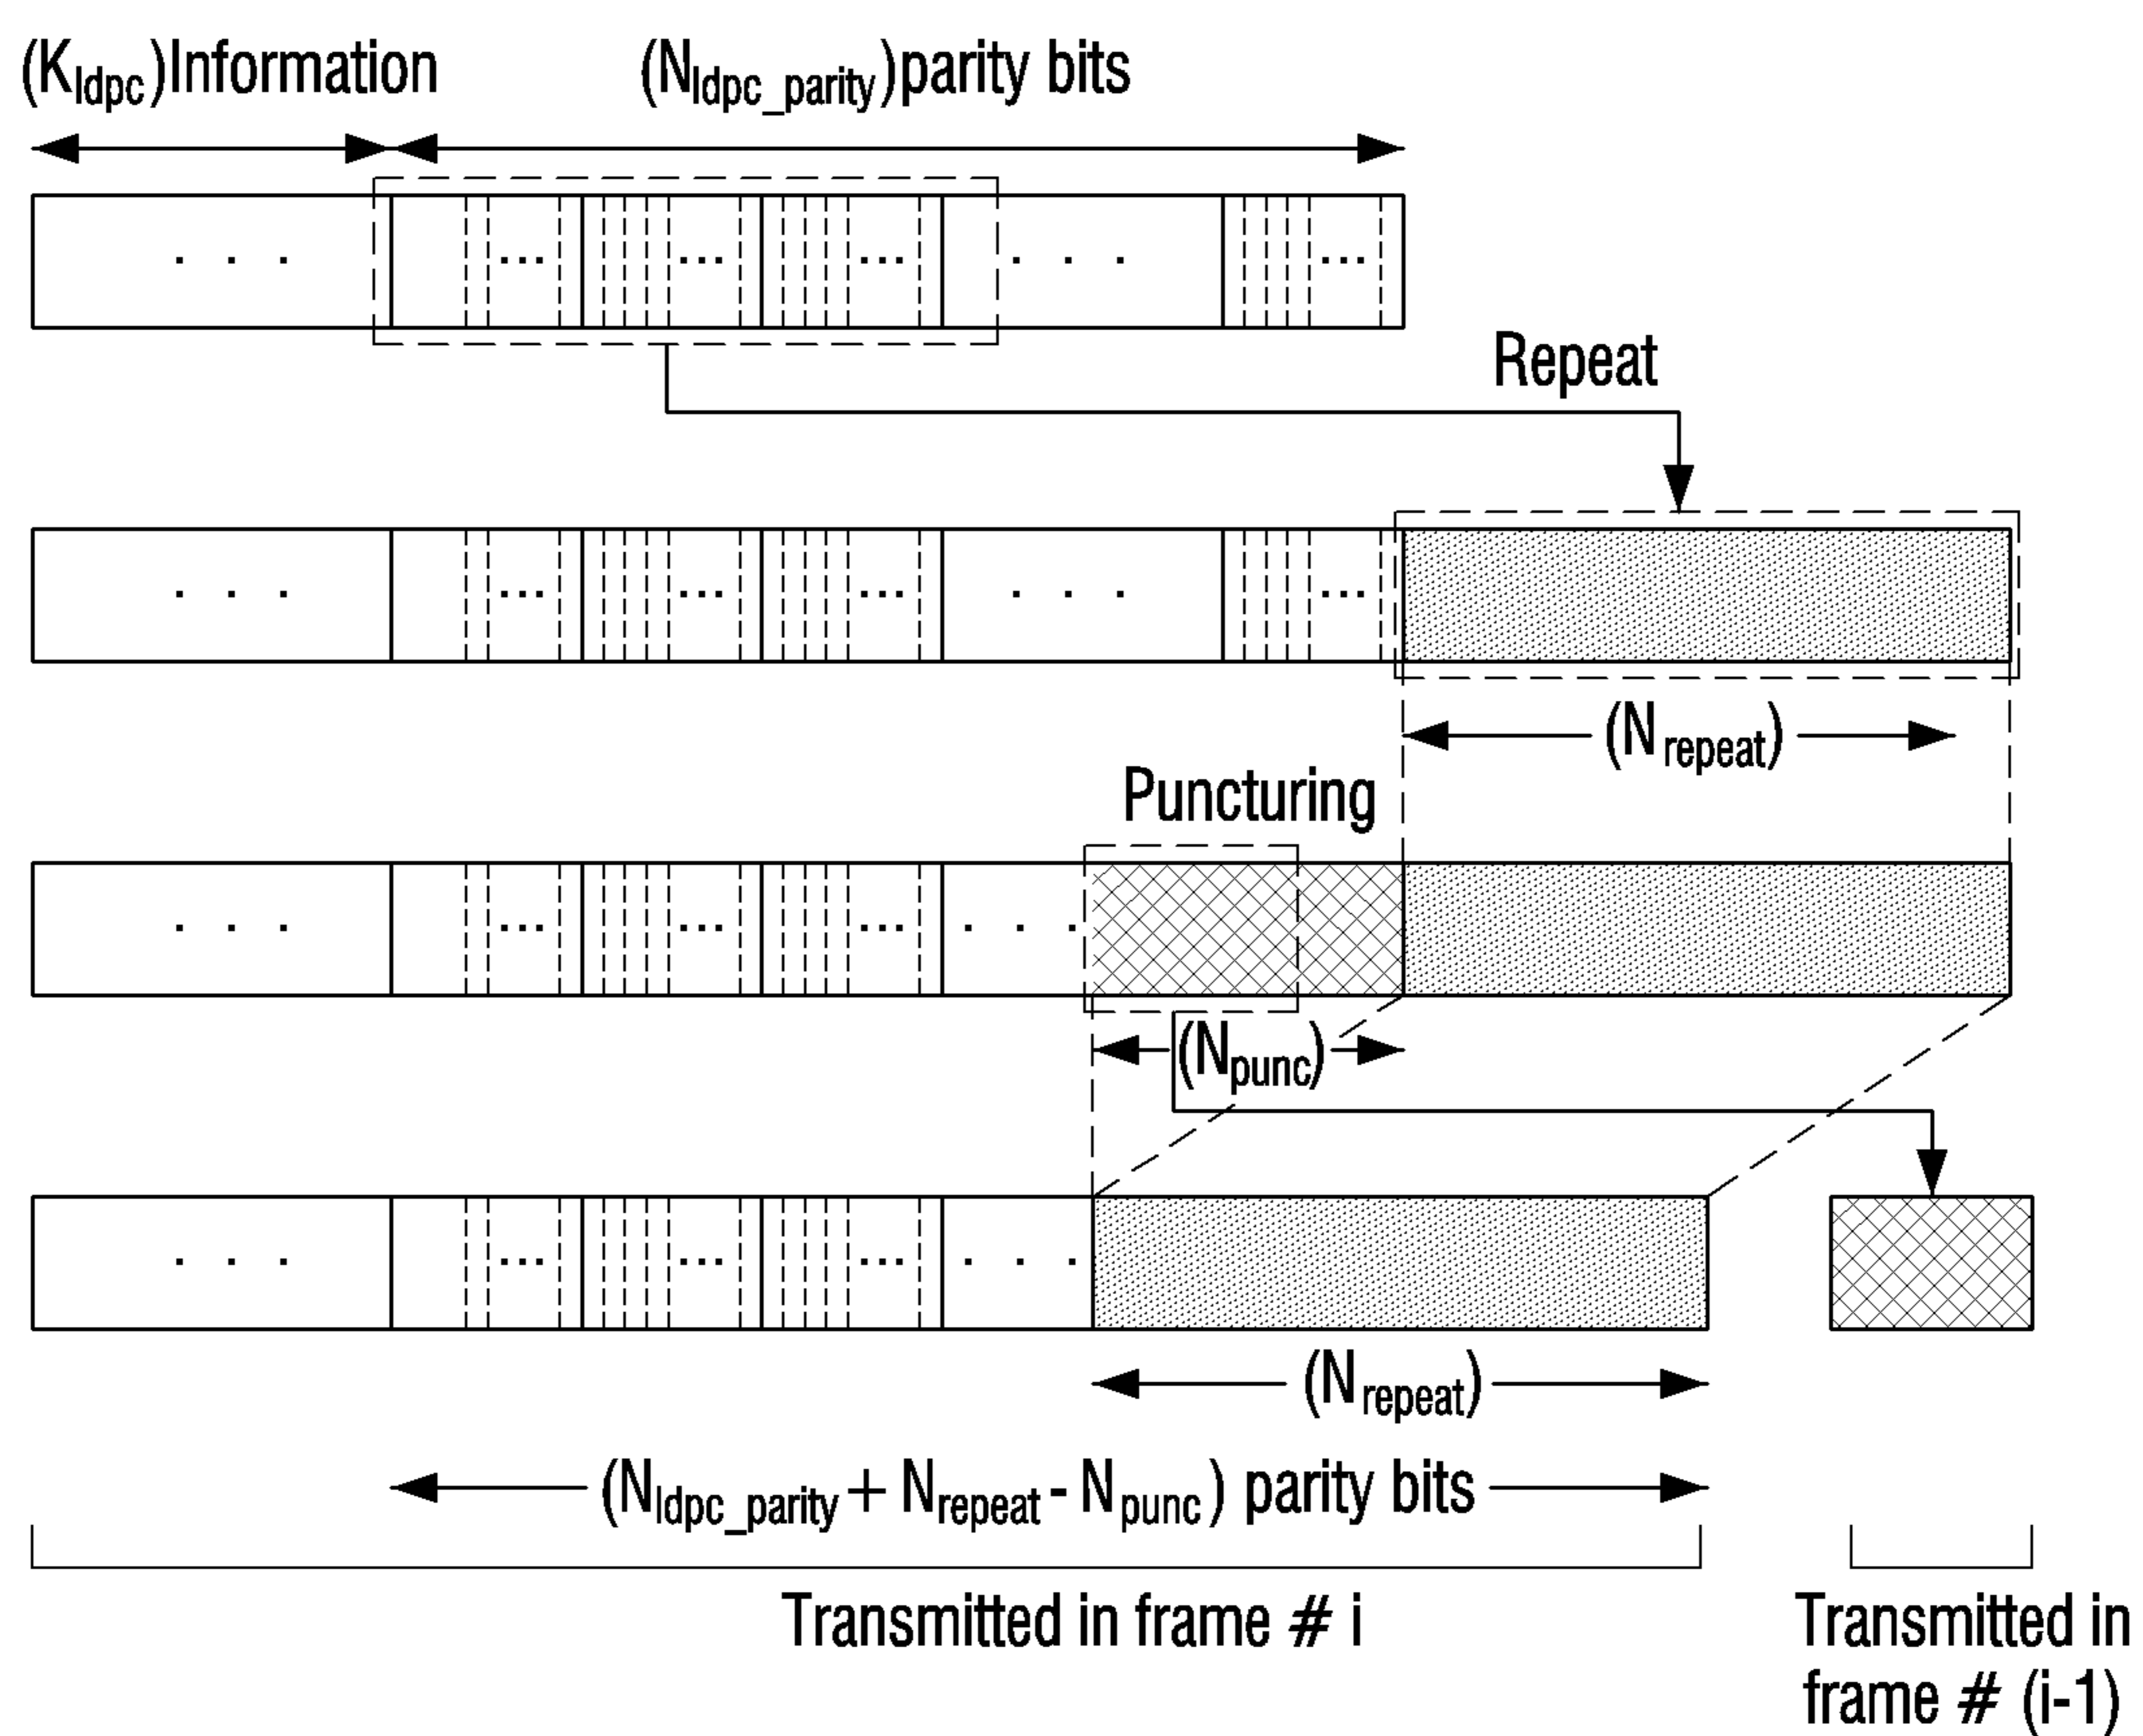 (Kldpc)Information (Nldpc_parity)parity bits
Repeat
(Nrepeat)
Puncturing
(Npunc)
(Nrepeat)
(Nldpc_parity + Nrepeat - Npunc) parity bits
Transmitted in frame # i
Transmitted in
frame # (i-1)